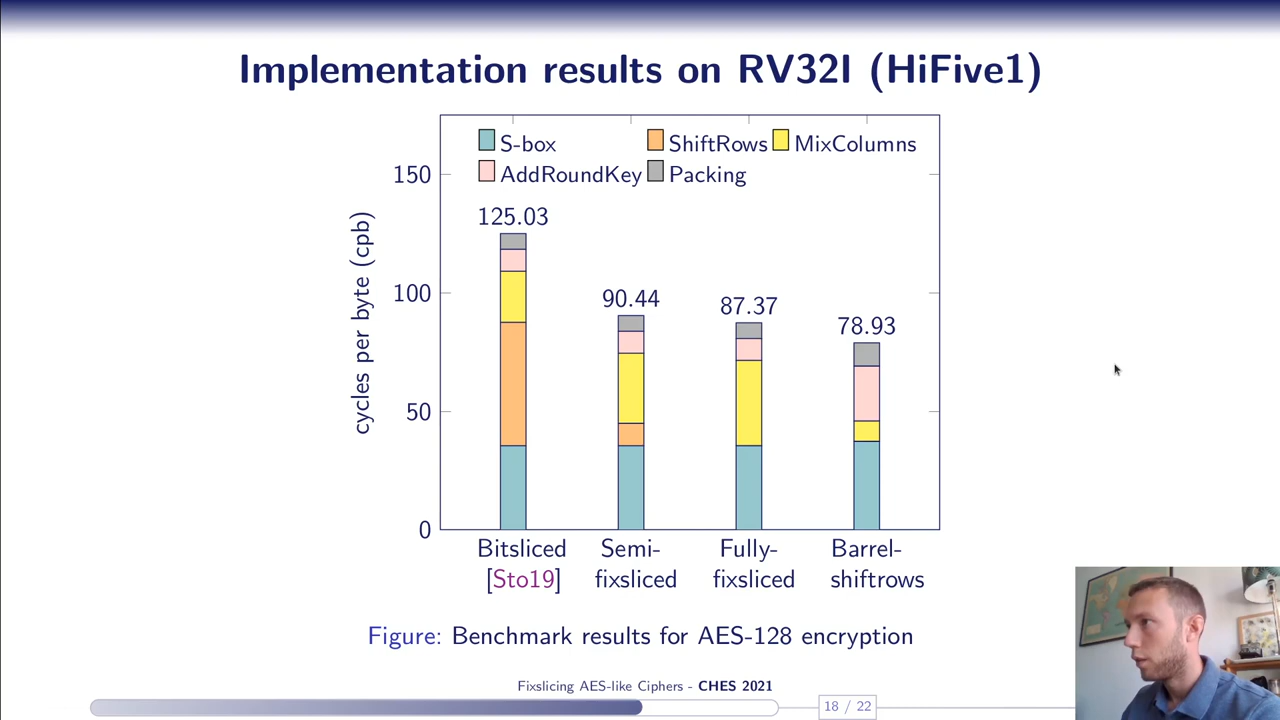 Implementation results on RV32I (HiFive1)
S-box ShiftRows MixColumns
AddRoundKey Packing
150
100
50
0
cycles per byte (cpb)
125.03
90.44
87.37
78.93
Bitsliced [Sto19]
Semi-fixsliced
Fully-fixsliced
Barrel-shiftrows
Figure: Benchmark results for AES-128 encryption
Fixslicing AES-like Ciphers - CHES 2021
18 / 22